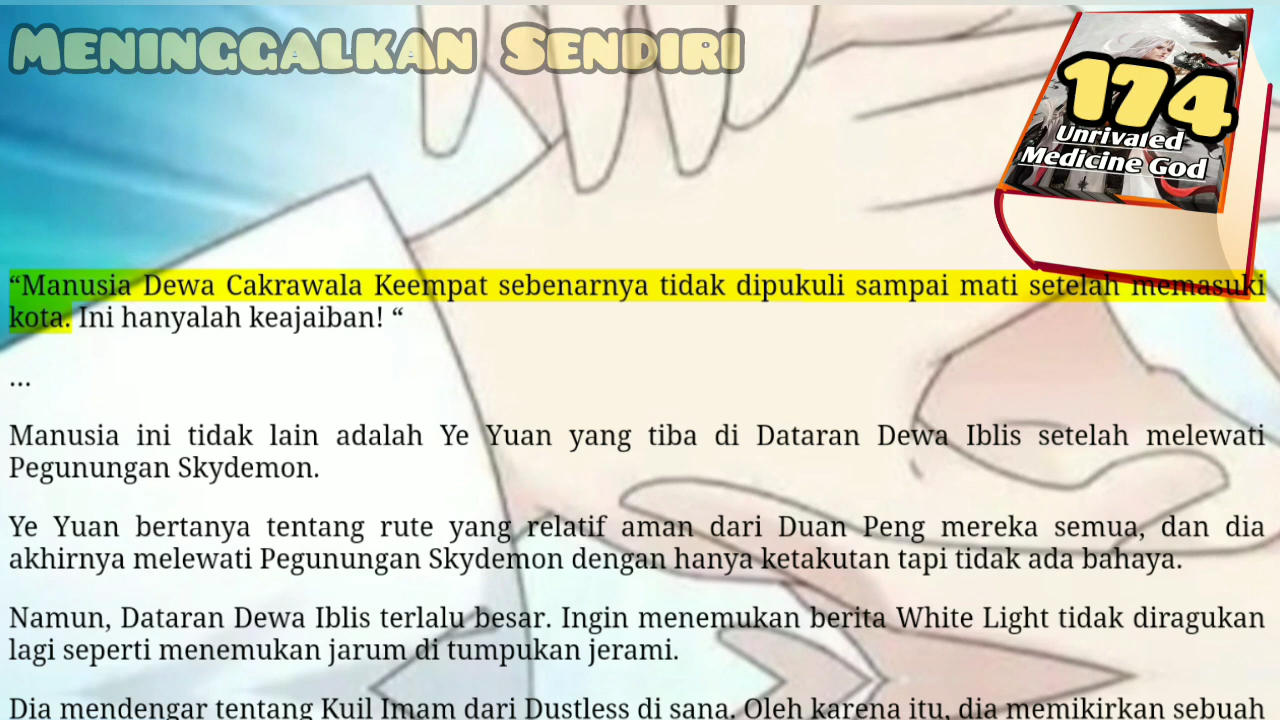 Meninggalkan Sendiri
174
Unrivaled
Medicine God
“Manusia Dewa Cakrawala Keempat sebenarnya tidak dipukuli sampai mati setelah memasuki
kota. Ini hanyalah keajaiban! “
...
Manusia ini tidak lain adalah Ye Yuan yang tiba di Dataran Dewa Iblis setelah melewati
Pegunungan Skydemon.
Ye Yuan bertanya tentang rute yang relatif aman dari Duan Peng mereka semua, dan dia
akhirnya melewati Pegunungan Skydemon dengan hanya ketakutan tapi tidak ada bahaya.
Namun, Dataran Dewa Iblis terlalu besar. Ingin menemukan berita White Light tidak diragukan
lagi seperti menemukan jarum di tumpukan jerami.
Dia mendengar tentang Kuil Imam dari Dustless di sana. Oleh karena itu, dia memikirkan sebuah